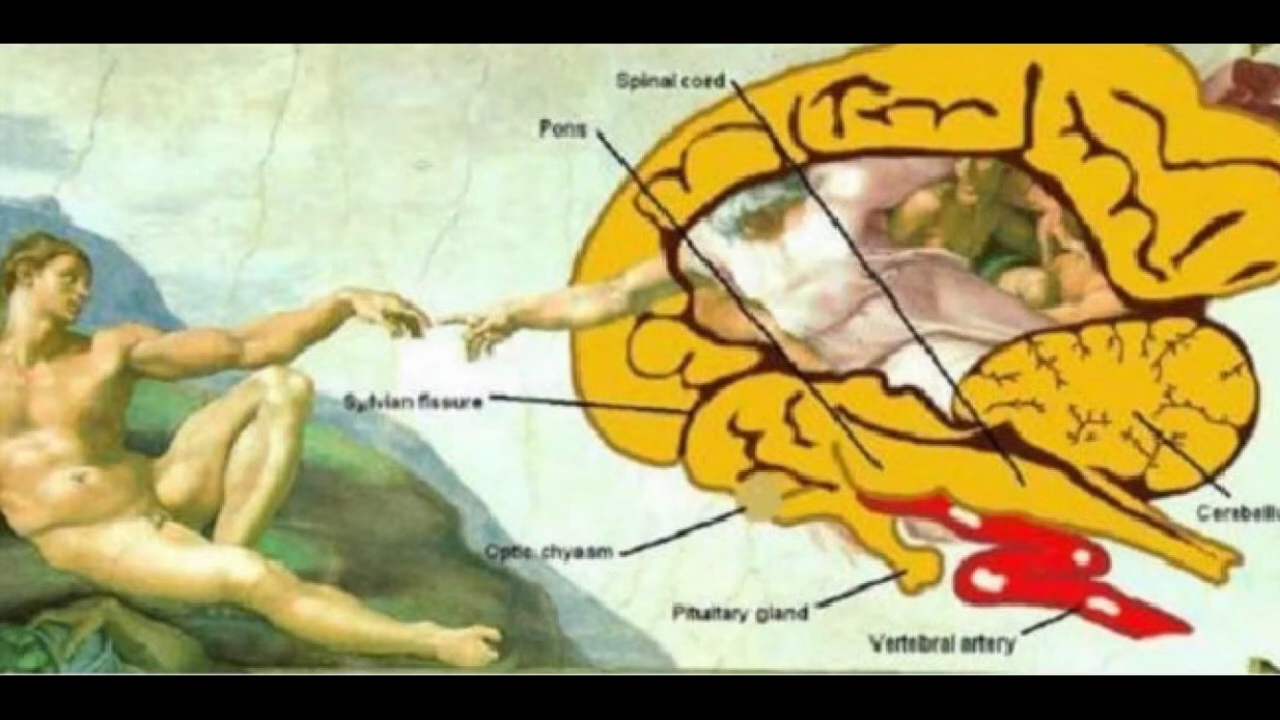 Spinal cord
Pons
Sylvian fissure
Cerebellu
Optic chyasm
Pituitary gland
Vertebral artery